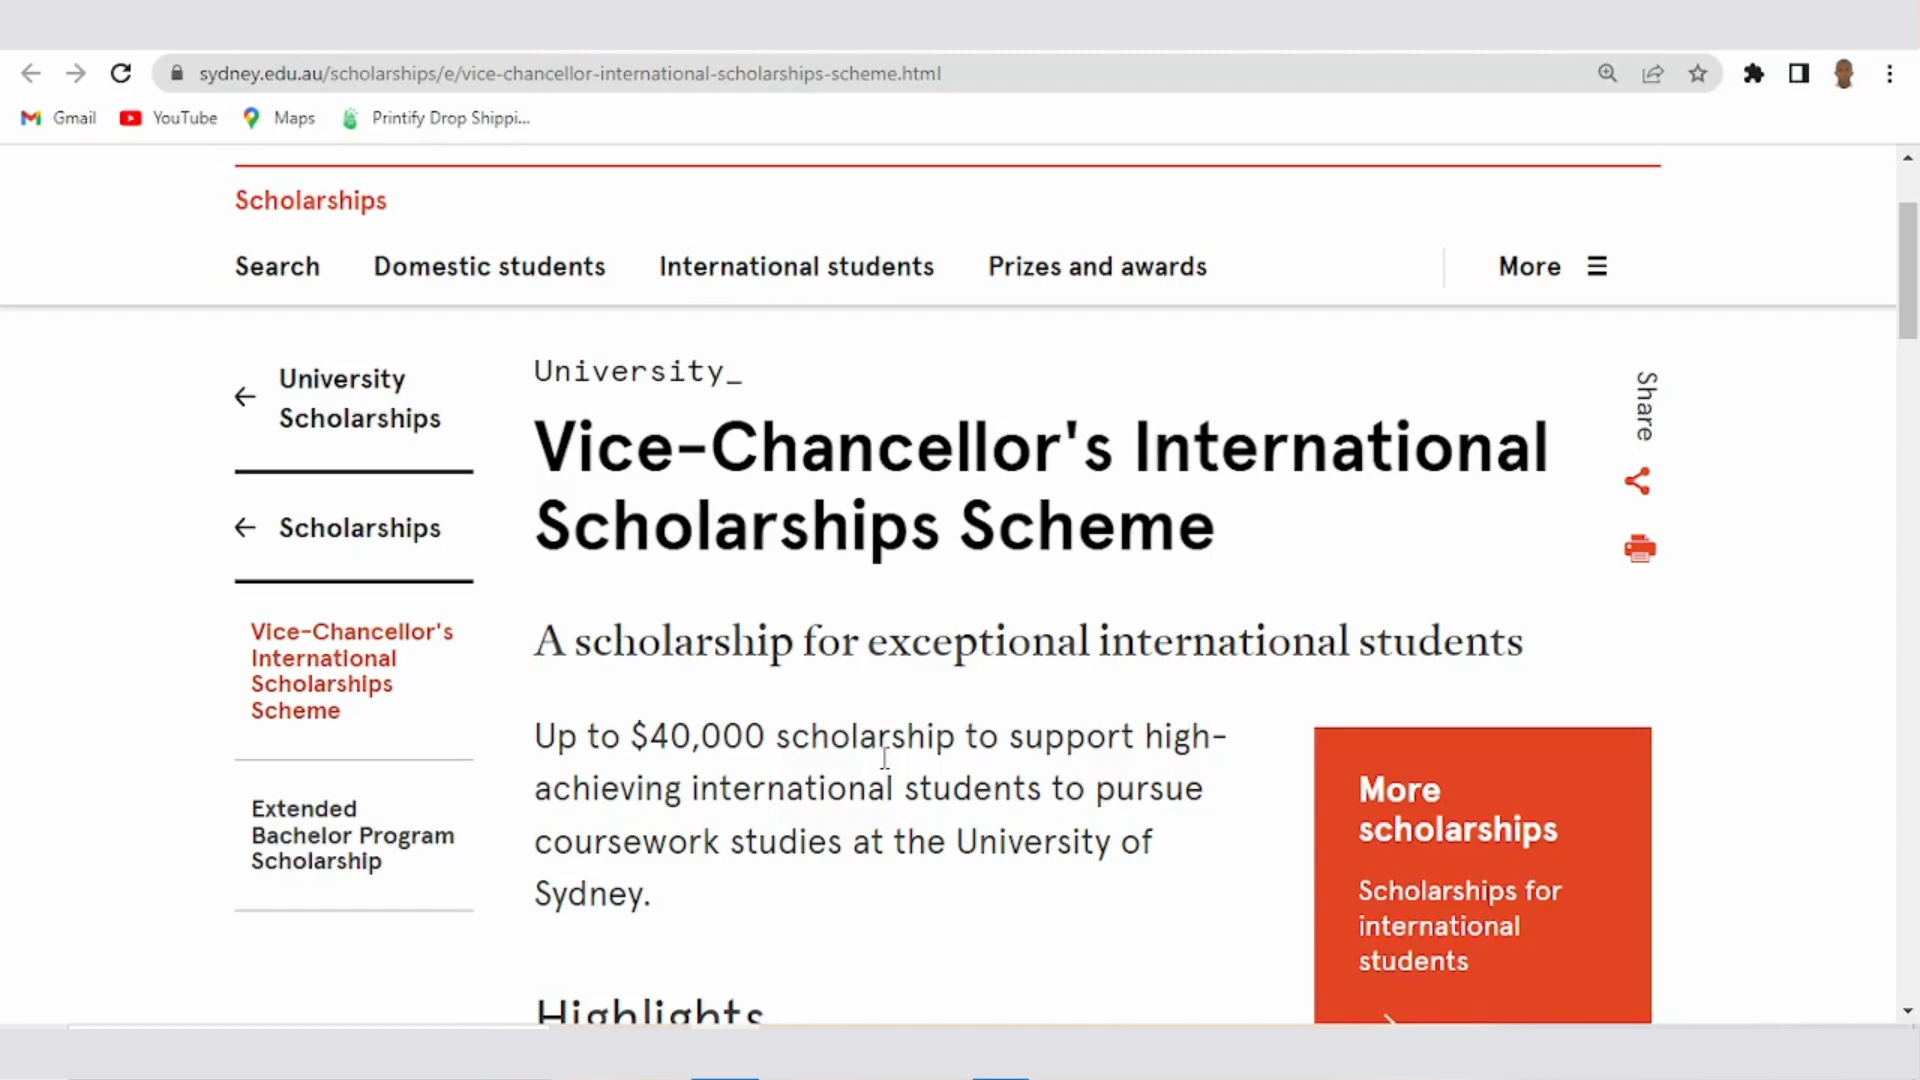 sydney.edu.au/scholarships/e/vice-chancellor-international-scholarships-scheme.html
Gmail
YouTube
Maps
Printify Drop Shippi...
Scholarships
Search
Domestic students
International students
Prizes and awards
More
University
Scholarships
Scholarships
Vice-Chancellor's
International
Scholarships
Scheme
Extended
Bachelor Program
Scholarship
University_
Vice-Chancellor's International
Scholarships Scheme
A scholarship for exceptional international students
Up to $40,000 scholarship to support high-
achieving international students to pursue
coursework studies at the University of
Sydney.
Highlights
Share
More
scholarships
Scholarships for
international
students